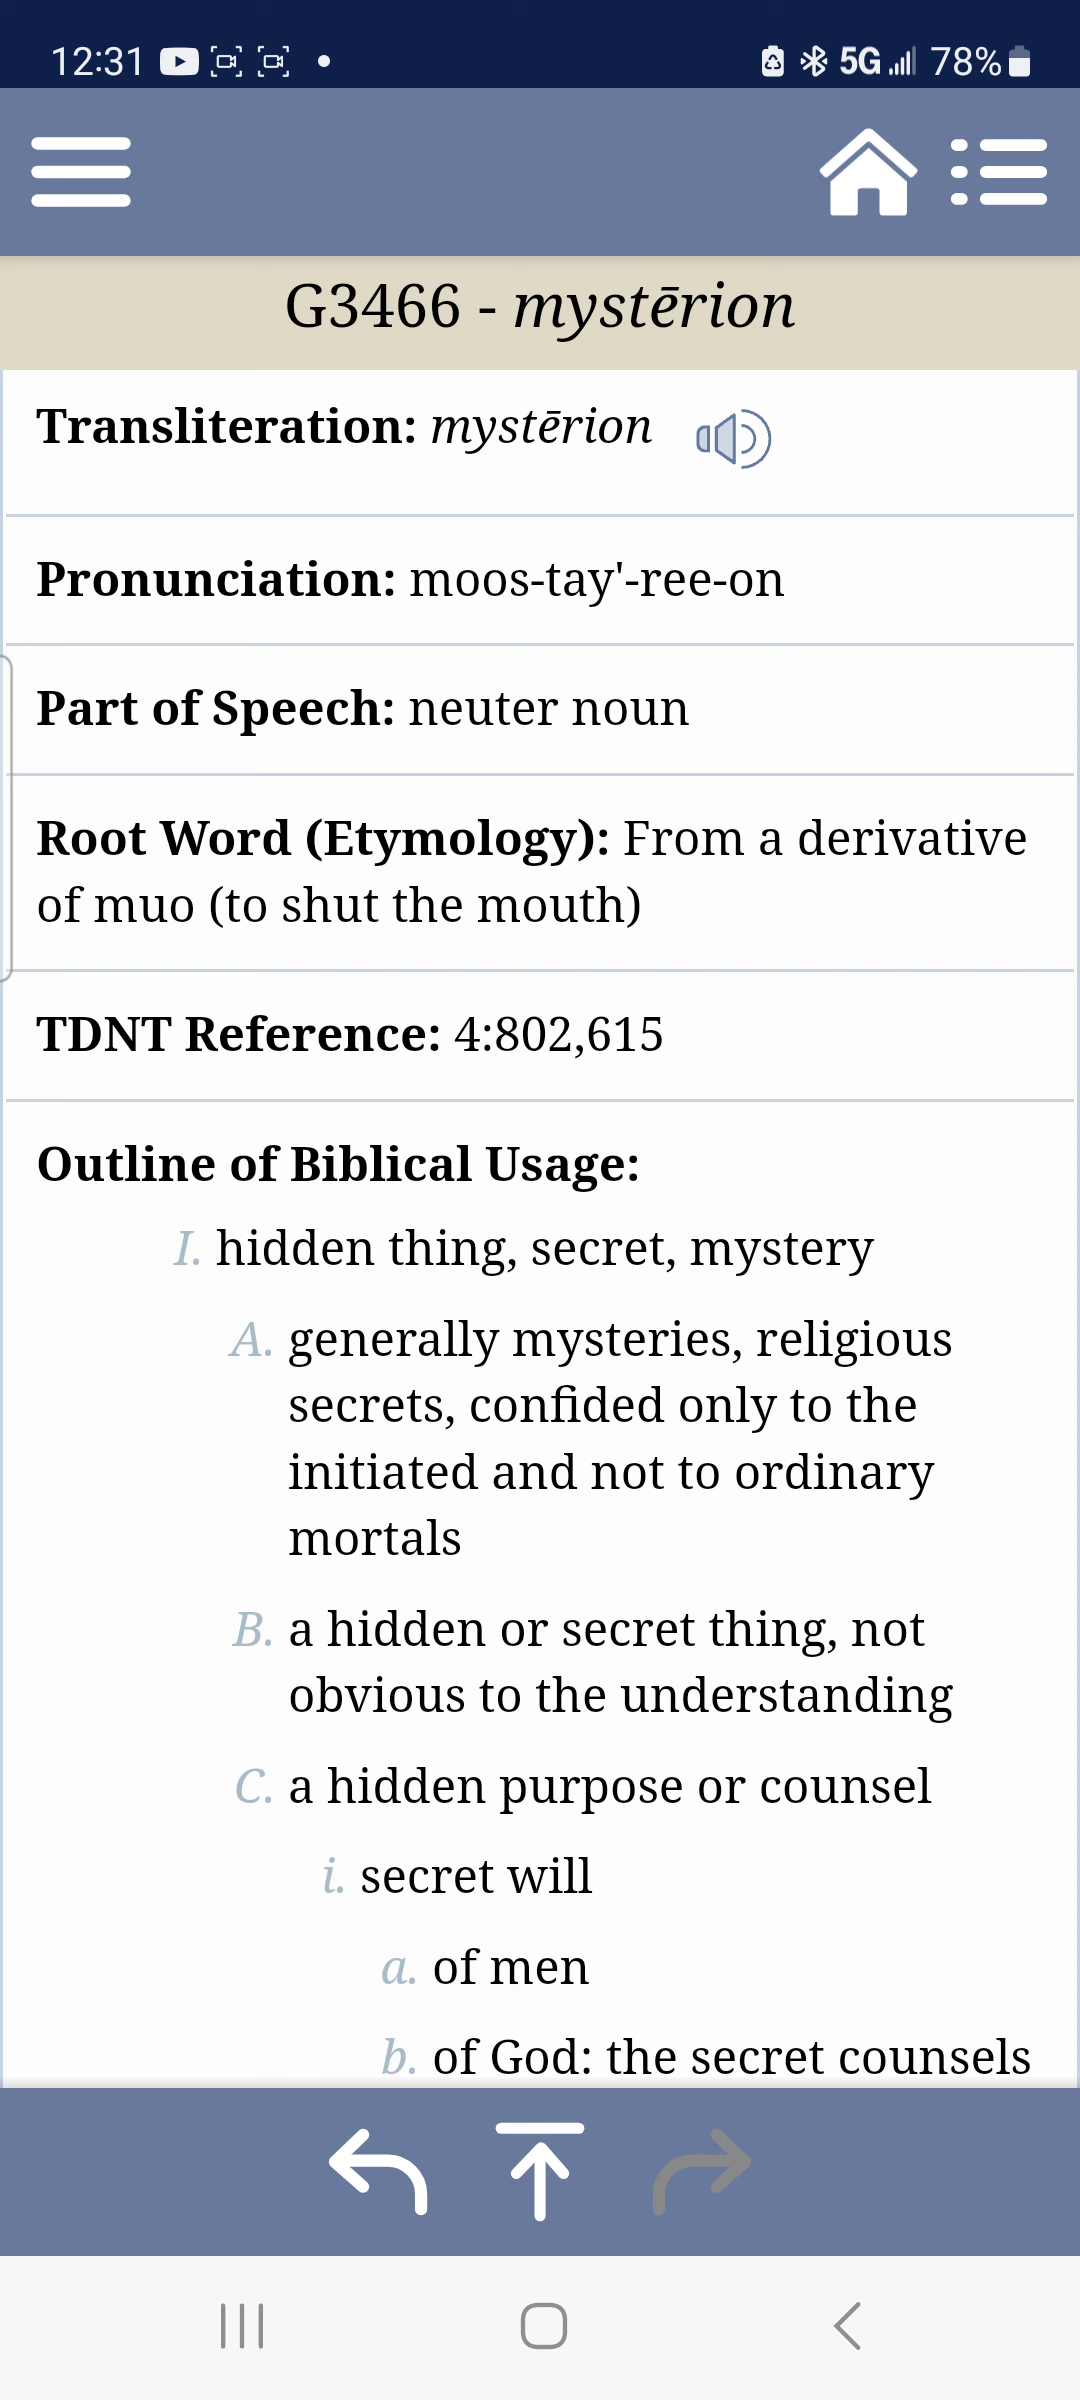 12:31 5G 78%
G3466 - mystērion
Transliteration: mystērion
Pronunciation: moos-tay'-ree-on
Part of Speech: neuter noun
Root Word (Etymology): From a derivative
of muo (to shut the mouth)
TDNT Reference: 4:802,615
Outline of Biblical Usage:
I. hidden thing, secret, mystery
A. generally mysteries, religious
secrets, confided only to the
initiated and not to ordinary
mortals
B. a hidden or secret thing, not
obvious to the understanding
C. a hidden purpose or counsel
i. secret will
a. of men
b. of God: the secret counsels